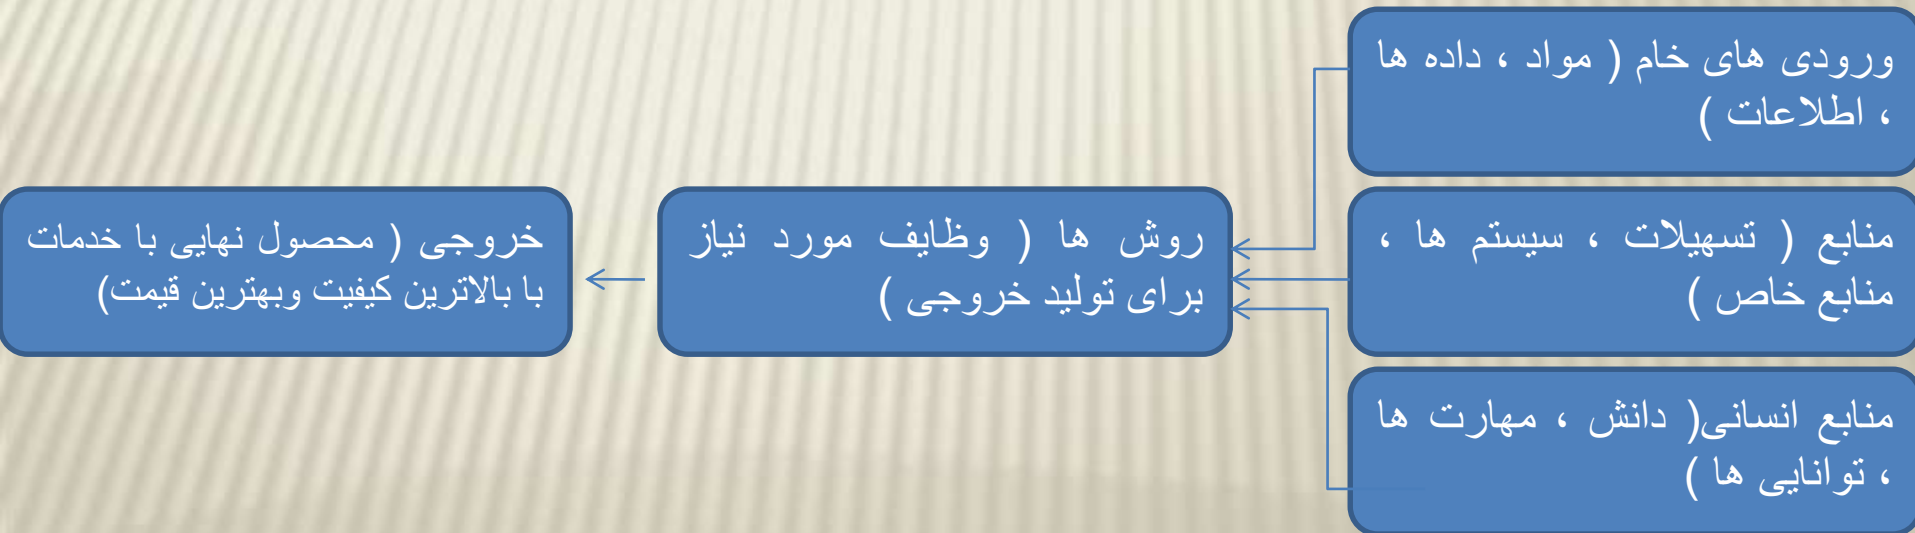 ورودی های خام ( مواد ، داده ها
، اطلاعات )
منابع ( تسهیلات ، سیستم ها ،
منابع خاص )
منابع انسانی( دانش ، مهارت ها
، توانایی ها )
روش ها ( وظایف مورد نیاز
برای تولید خروجی )
خروجی ( محصول نهایی با خدمات
با بالاترین کیفیت وبهترین قیمت)